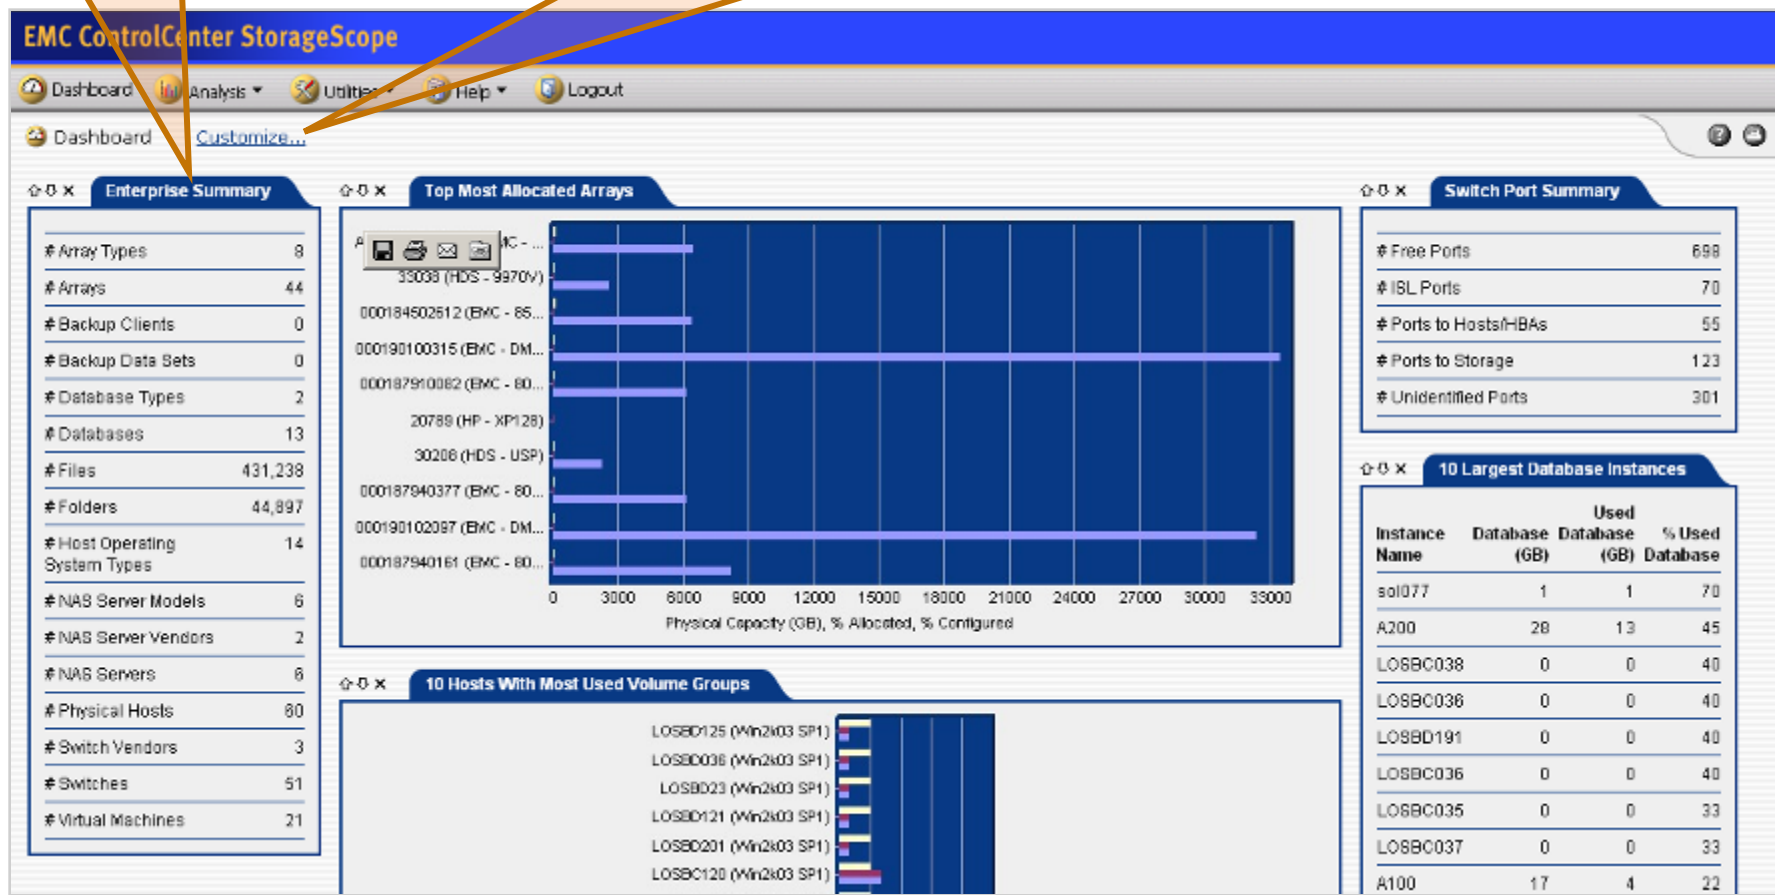 EMC ControlCenter StorageScope
Dashboard Analysis Utilities Help Logout
Dashboard Customize...
Enterprise Summary
# Array Types 8
# Arrays 44
# Backup Clients 0
# Backup Data Sets 0
# Database Types 2
# Databases 13
# Files 431,238
# Folders 44,897
# Host Operating 14
System Types
# NAS Server Models 6
# NAS Server Vendors 2
# NAS Servers 6
# Physical Hosts 60
# Switch Vendors 3
# Switches 51
# Virtual Machines 21
Top Most Allocated Arrays
33038 (HDS - 9970V)
000184502612 (EMC - 85...
000190100315 (EMC - DM...
000187910082 (EMC - 80...
20789 (HP - XP128)
30208 (HDS - USP)
000187940377 (EMC - 80...
000190102097 (EMC - DM...
000187940161 (EMC - 80...
0 3000 6000 9000 12000 15000 18000 21000 24000 27000 30000 33000
Physical Capacity (GB), % Allocated, % Configured
10 Hosts With Most Used Volume Groups
LOSBD125 (Win2k03 SP1)
LOSBD036 (Win2k03 SP1)
LOSBD23 (Win2k03 SP1)
LOSBD121 (Win2k03 SP1)
LOSBD201 (Win2k03 SP1)
LOSBC120 (Win2k03 SP1)
Switch Port Summary
# Free Ports 698
# ISL Ports 70
# Ports to Hosts/HBAs 55
# Ports to Storage 123
# Unidentified Ports 301
10 Largest Database Instances
Used
Instance Database Database % Used
Name (GB) (GB) Database
sol077 1 1 70
A200 28 13 45
LOSBC038 0 0 40
LOSBC036 0 0 40
LOSBD191 0 0 40
LOSBC036 0 0 40
LOSBC035 0 0 33
LOSBC037 0 0 33
A100 17 4 22